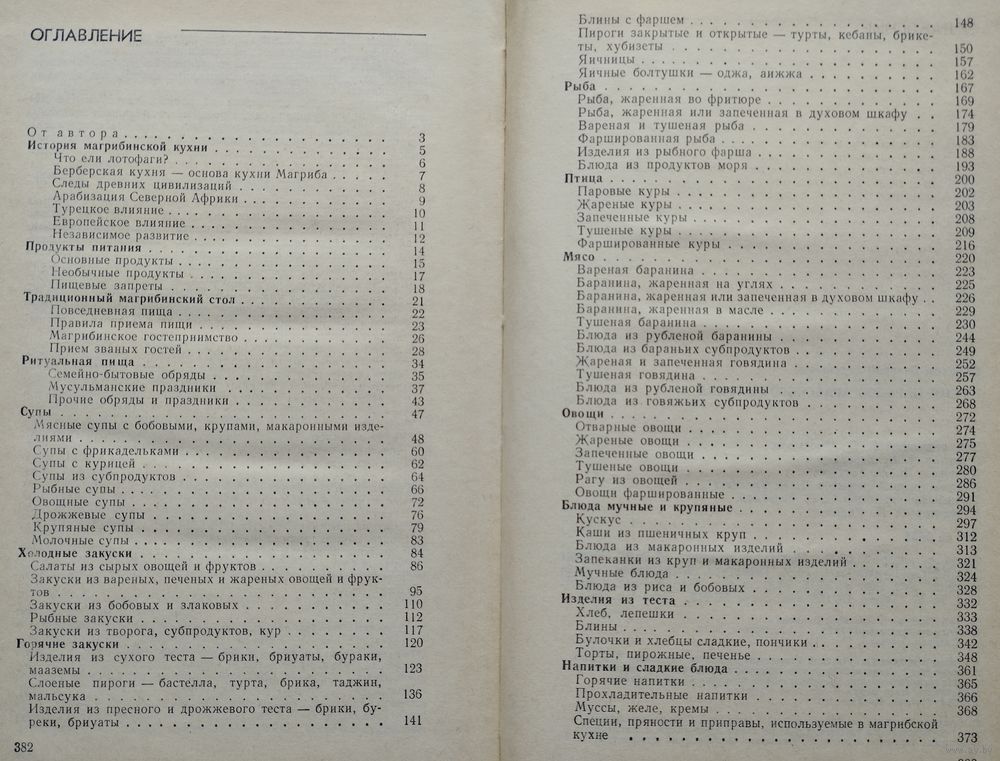 ОГЛАВЛЕНИЕ
От автора 3
История магрибинской кухни 5
Что ели лотофаги? 6
Берберская кухня — основа кухни Магриба 7
Следы древних цивилизаций 8
Арабизация Северной Африки 9
Турецкое влияние 10
Европейское влияние 11
Независимое развитие 12
Продукты питания 14
Основные продукты 15
Необычные продукты 17
Пищевые запреты 18
Традиционный магрибинский стол 21
Повседневная пища 22
Правила приема пищи 23
Магрибинское гостеприимство 26
Прием званых гостей 28
Ритуальная пища 34
Семейно-бытовые обряды 35
Мусульманские праздники 37
Прочие обряды и праздники 43
Супы 47
Мясные супы с бобовыми, крупами, макаронными изде-
лиями 48
Супы с фрикадельками 60
Супы с курицей 62
Супы из субпродуктов 64
Рыбные супы 66
Овощные супы 72
Дрожжевые супы 76
Крупяные супы 79
Молочные супы 83
Холодные закуски 84
Салаты из сырых овощей и фруктов 86
Закуски из вареных, печеных и жареных овощей и фрук-
тов 95
Закуски из бобовых и злаковых 110
Рыбные закуски 112
Закуски из творога, субпродуктов, кур 117
Горячие закуски 120
Изделия из сухого теста — брики, бриуаты, бураки,
мааземы 123
Слоеные пироги — бастелла, турта, брика, таджин,
мальсука 136
Изделия из пресного и дрожжевого теста — брики, бу-
реки, бриуаты 141
382
Блины с фаршем 148
Пироги закрытые и открытые — турты, кебаны, брике-
ты, хубизеты 150
Яичницы 157
Яичные болтушки — оджа, аижжа 162
Рыба 167
Рыба, жаренная во фритюре 169
Рыба, жаренная или запеченная в духовом шкафу 174
Вареная и тушеная рыба 179
Фаршированная рыба 183
Изделия из рыбного фарша 188
Блюда из продуктов моря 193
Птица 200
Паровые куры 202
Жареные куры 203
Запеченные куры 208
Тушеные куры 209
Фаршированные куры 216
Мясо 220
Вареная баранина 223
Баранина, жаренная на углях 225
Баранина, жаренная или запеченная в духовом шкафу 226
Баранина, жаренная в масле 229
Тушеная баранина 230
Блюда из рубленой баранины 244
Блюда из бараньих субпродуктов 249
Жареная и запеченная говядина 252
Тушеная говядина 257
Блюда из рубленой говядины 263
Блюда из говяжьих субпродуктов 268
Овощи 272
Отварные овощи 274
Жареные овощи 275
Запеченные овощи 277
Тушеные овощи 280
Рагу из овощей 286
Овощи фаршированные 291
Блюда мучные и крупяные 294
Кускус 297
Каши из пшеничных круп 312
Блюда из макаронных изделий 313
Запеканки из круп и макаронных изделий 321
Мучные блюда 324
Блюда из риса и бобовых 328
Изделия из теста 332
Хлеб, лепешки 333
Блины 338
Булочки и хлебцы сладкие, пончики 342
Торты, пирожные, печенье 348
Напитки и сладкие блюда 361
Горячие напитки 365
Прохладительные напитки 366
Муссы, желе, кремы 368
Специи, пряности и приправы, используемые в магрибской
кухне 373